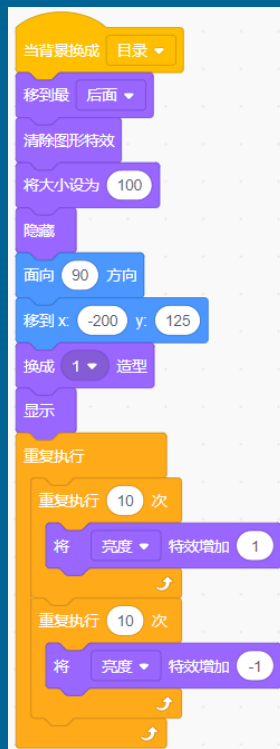 当背景换成 目录
移到最 后面
清除图形特效
将大小设为 100
隐藏
面向 90 方向
移到 x: -200 y: 125
换成 1 造型
显示
重复执行
重复执行 10 次
将 亮度 特效增加 1
重复执行 10 次
将 亮度 特效增加 -1